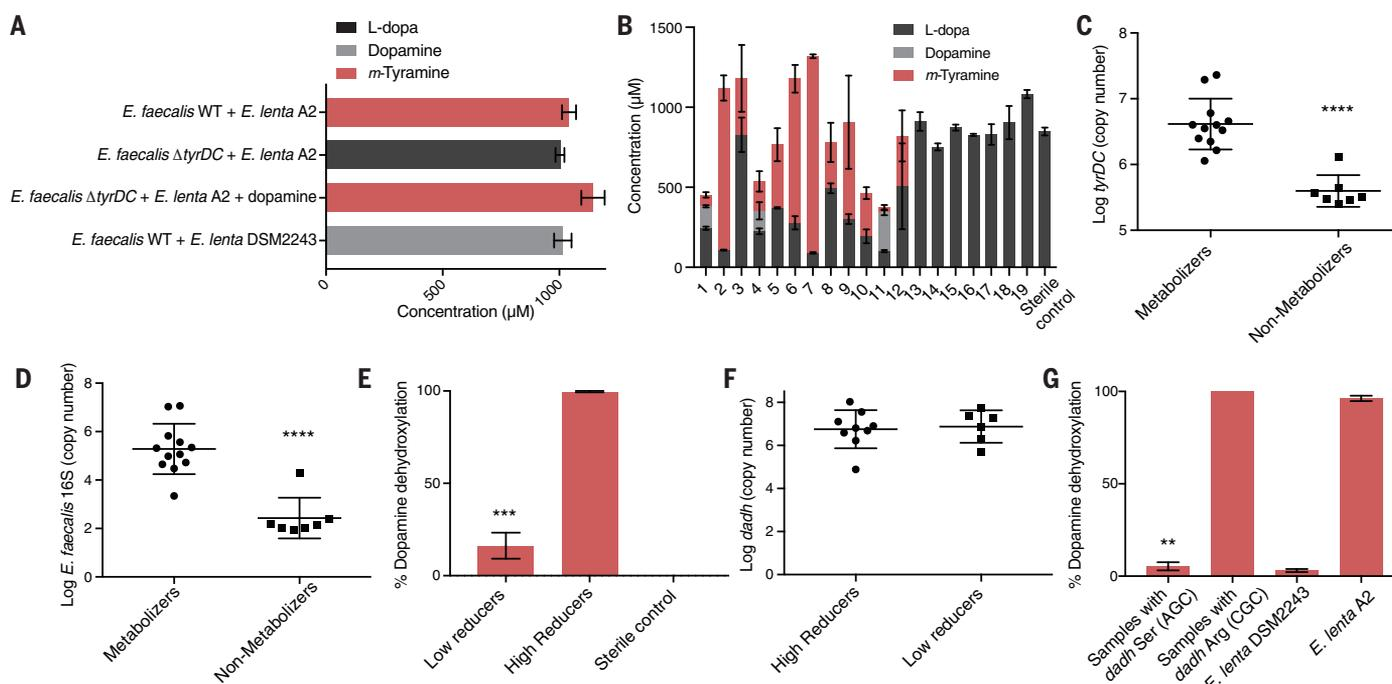 A
L-dopa
Dopamine
m-Tyramine
E. faecalis WT + E. lenta A2
E. faecalis ΔtyrDC + E. lenta A2
E. faecalis ΔtyrDC + E. lenta A2 + dopamine
E. faecalis WT + E. lenta DSM2243
0
500
1000
Concentration (µM)
B
L-dopa
Dopamine
m-Tyramine
Concentration (µM)
1500
1000
500
0
1
2
3
4
5
6
7
8
9
10
11
12
13
14
15
16
17
18
19
Sterile
control
C
Log tyrDC (copy number)
8
7
6
5
****
Metabolizers
Non-Metabolizers
D
Log E. faecalis 16S (copy number)
8
6
4
2
0
****
Metabolizers
Non-Metabolizers
E
% Dopamine dehydroxylation
100
50
0
***
Low reducers
High Reducers
Sterile control
F
Log dadh (copy number)
8
6
4
2
0
High Reducers
Low reducers
G
% Dopamine dehydroxylation
100
50
0
**
Samples with
dadh Ser (AGC)
Samples with
dadh Arg (CGC)
E. lenta DSM2243
E. lenta A2